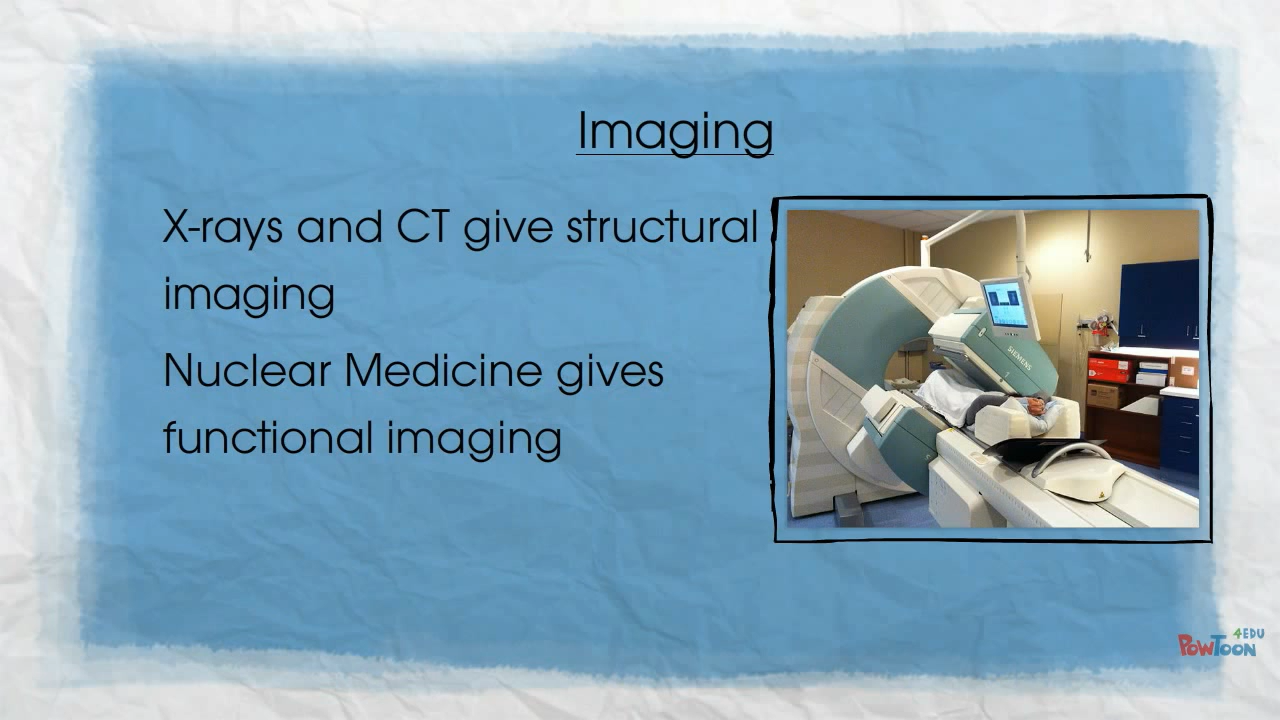 Imaging
X-rays and CT give structural
imaging
Nuclear Medicine gives
functional imaging
SIEMENS
4EDU
POWTOON